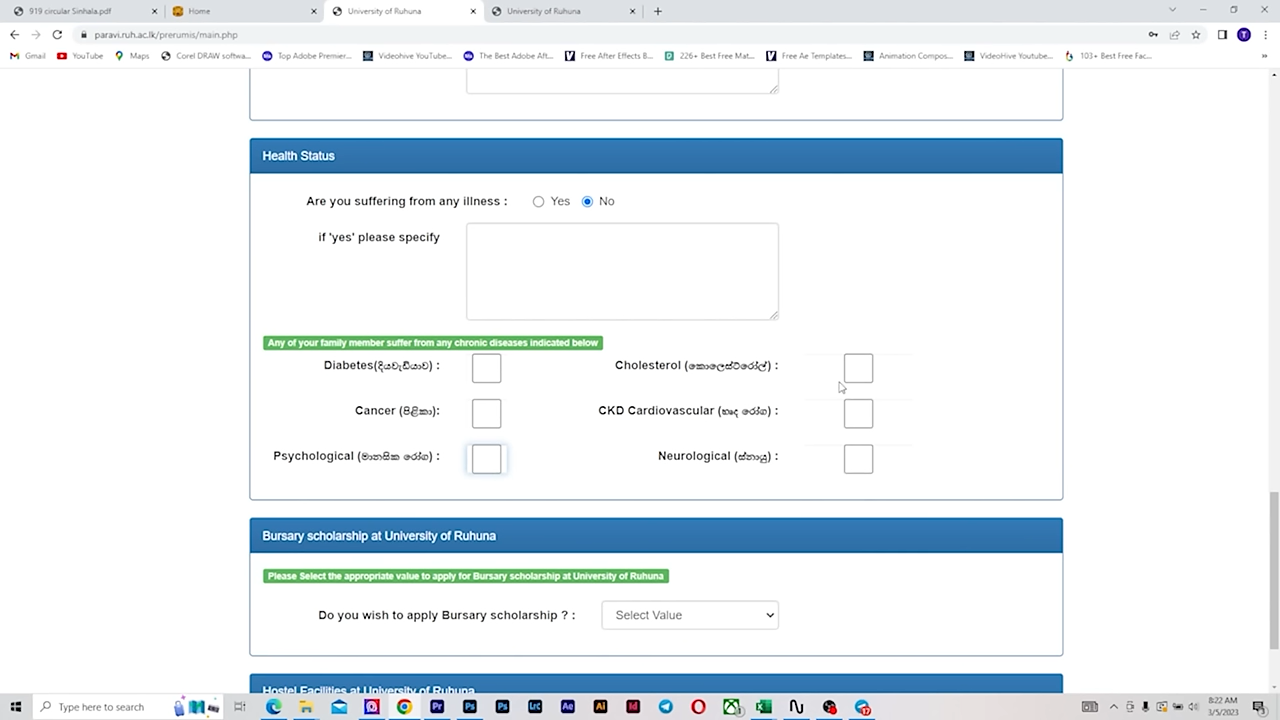 919 circular Sinhala.pdf
Home
University of Ruhuna
University of Ruhuna
paravi.ruh.ac.lk/prerumis/main.php
Gmail YouTube Maps Corel DRAW softwa... Top Adobe Premier... Videohive YouTube... The Best Adobe Aft... Free After Effects B... 226+ Best Free Mat... Free Ae Templates... Animation Compos... VideoHive Youtube... 103+ Best Free Fac...
Health Status
Are you suffering from any illness : Yes No
if 'yes' please specify
Any of your family member suffer from any chronic diseases indicated below
Diabetes(දියවැඩියාව) : Cholesterol (කොලෙස්ටරෝල්) :
Cancer (පිළිකා): CKD Cardiovascular (හෘද රෝග) :
Psychological (මානසික රෝග) : Neurological (ස්නායු) :
Bursary scholarship at University of Ruhuna
Please Select the appropriate value to apply for Bursary scholarship at University of Ruhuna
Do you wish to apply Bursary scholarship ? : Select Value
Hostel Facilities at University of Ruhuna
Type here to search
8:22 AM
3/5/2023